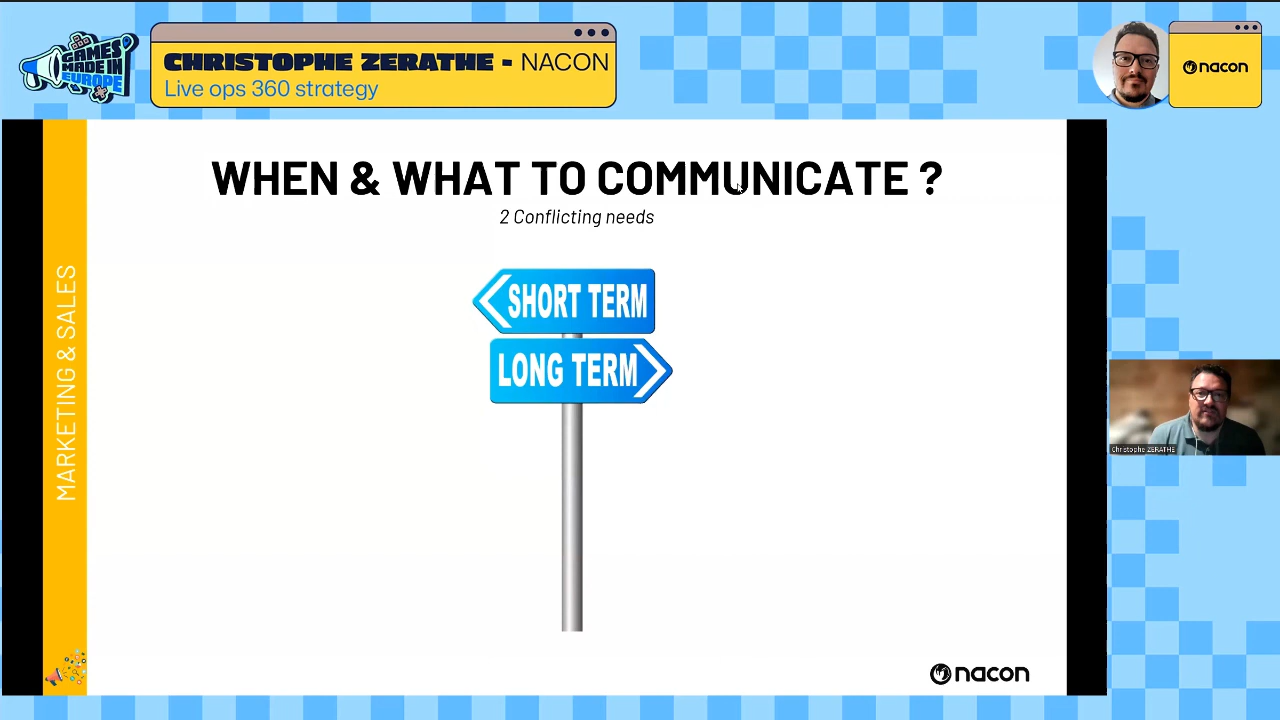 GAMES
MADE IN
EUROPE
CHRISTOPHE ZERATHE - NACON
Live ops 360 strategy
nacon
MARKETING & SALES
WHEN & WHAT TO COMMUNICATE ?
2 Conflicting needs
SHORT TERM
LONG TERM
Christophe ZERATHE
nacon